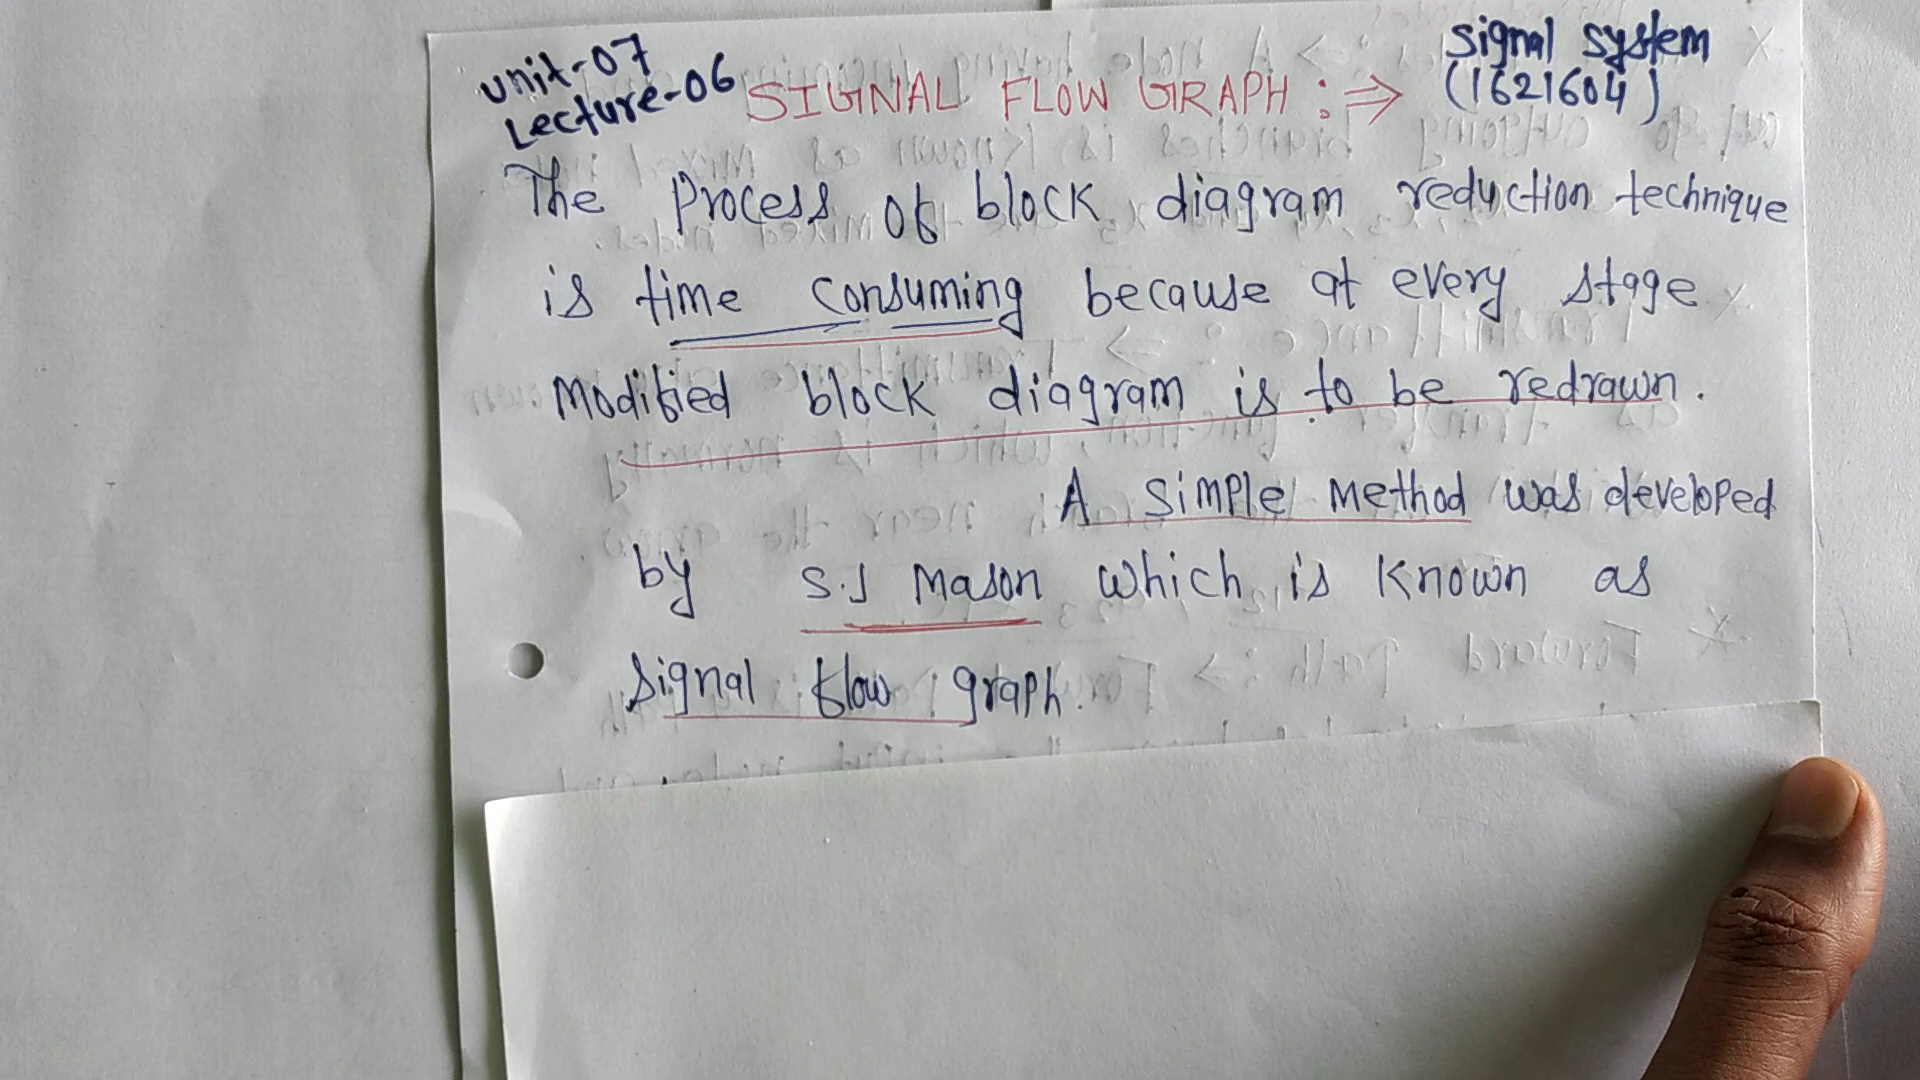 unit-07
Lecture-06
SIGNAL FLOW GRAPH :⇒
signal system
(1621604)
The Process of block diagram reduction technique
is time consuming because at every stage
Modified block diagram is to be redrawn.
A simple method was developed
by S.J Mason which is known as
signal flow graph.